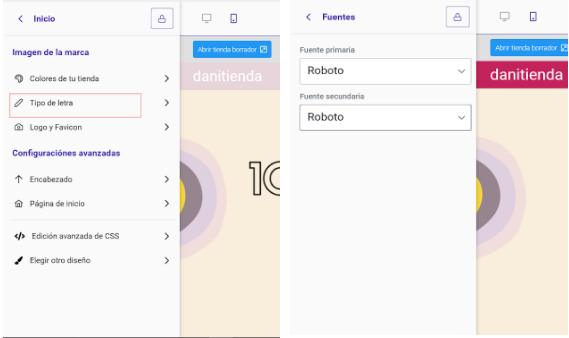 Inicio
Imagen de la marca
Colores de tu tienda
Tipo de letra
Logo y Favicon
Configuraciónes avanzadas
Encabezado
Página de inicio
Edición avanzada de CSS
Elegir otro diseño
Abrir tienda borrador
danitienda
10
Fuentes
Fuente primaria
Roboto
Fuente secundaria
Roboto
Abrir tienda borrador
danitienda